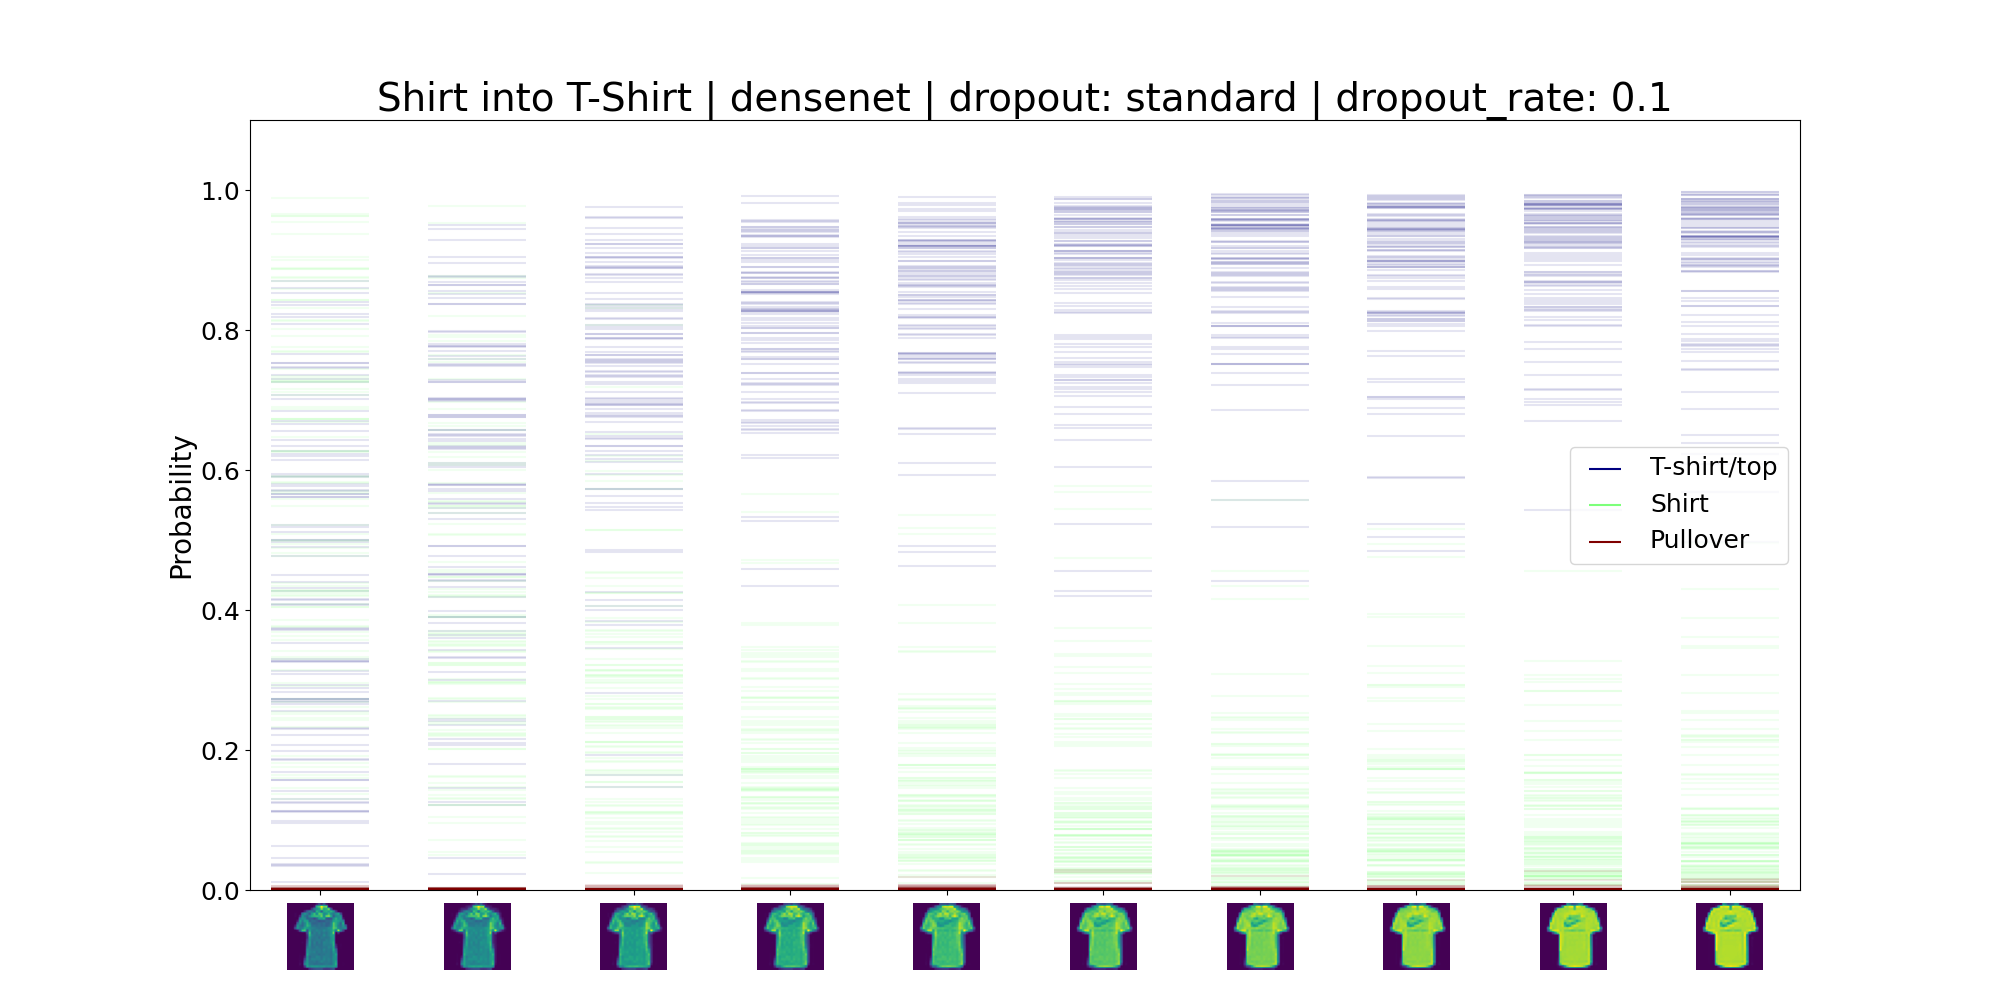 Shirt into T-Shirt | densenet | dropout: standard | dropout_rate: 0.1
Probability
1.0
0.8
0.6
0.4
0.2
0.0
T-shirt/top
Shirt
Pullover